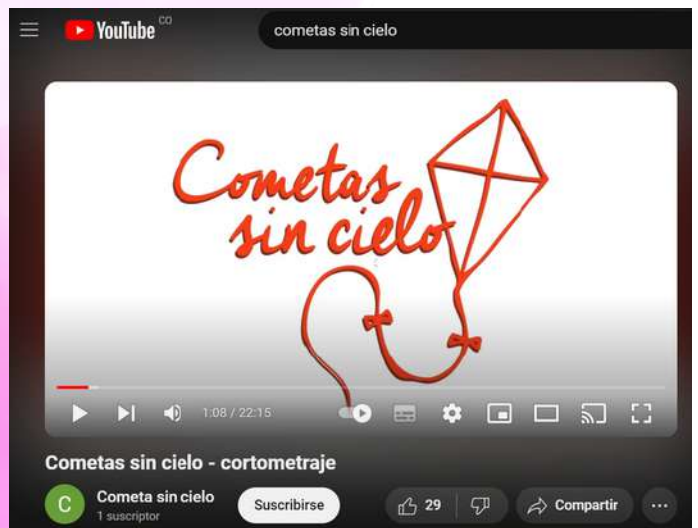 YouTube CO
cometas sin cielo
Cometas
sin cielo
1:08 / 22:15
Cometas sin cielo - cortometraje
C
Cometa sin cielo
1 suscriptor
Suscribirse
29
Compartir